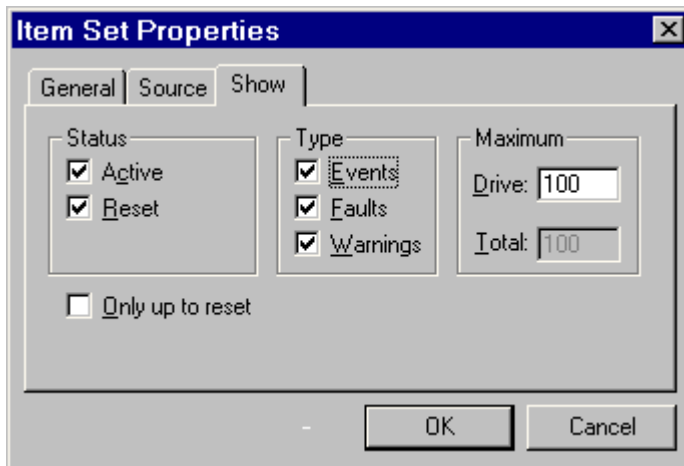 Item Set Properties
General Source Show
Status
Active
Reset
Type
Events
Faults
Warnings
Maximum
Drive: 100
Total: 100
Only up to reset
OK Cancel